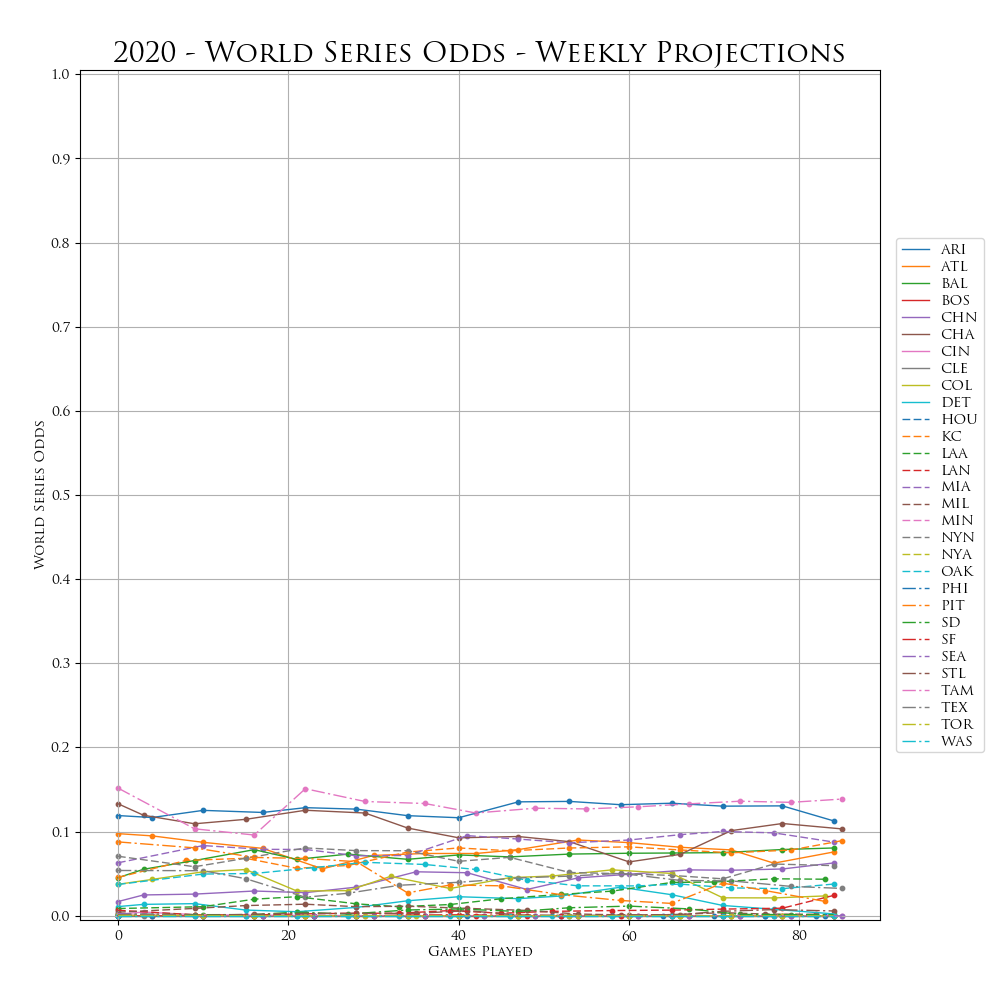 2020 - World Series Odds - Weekly Projections
1.0
0.9
0.8
0.7
0.6
0.5
0.4
0.3
0.2
0.1
0.0
World Series Odds
0 20 40 60 80
Games Played
ARI
ATL
BAL
BOS
CHN
CHA
CIN
CLE
COL
DET
HOU
KC
LAA
LAN
MIA
MIL
MIN
NYN
NYA
OAK
PHI
PIT
SD
SF
SEA
STL
TAM
TEX
TOR
WAS